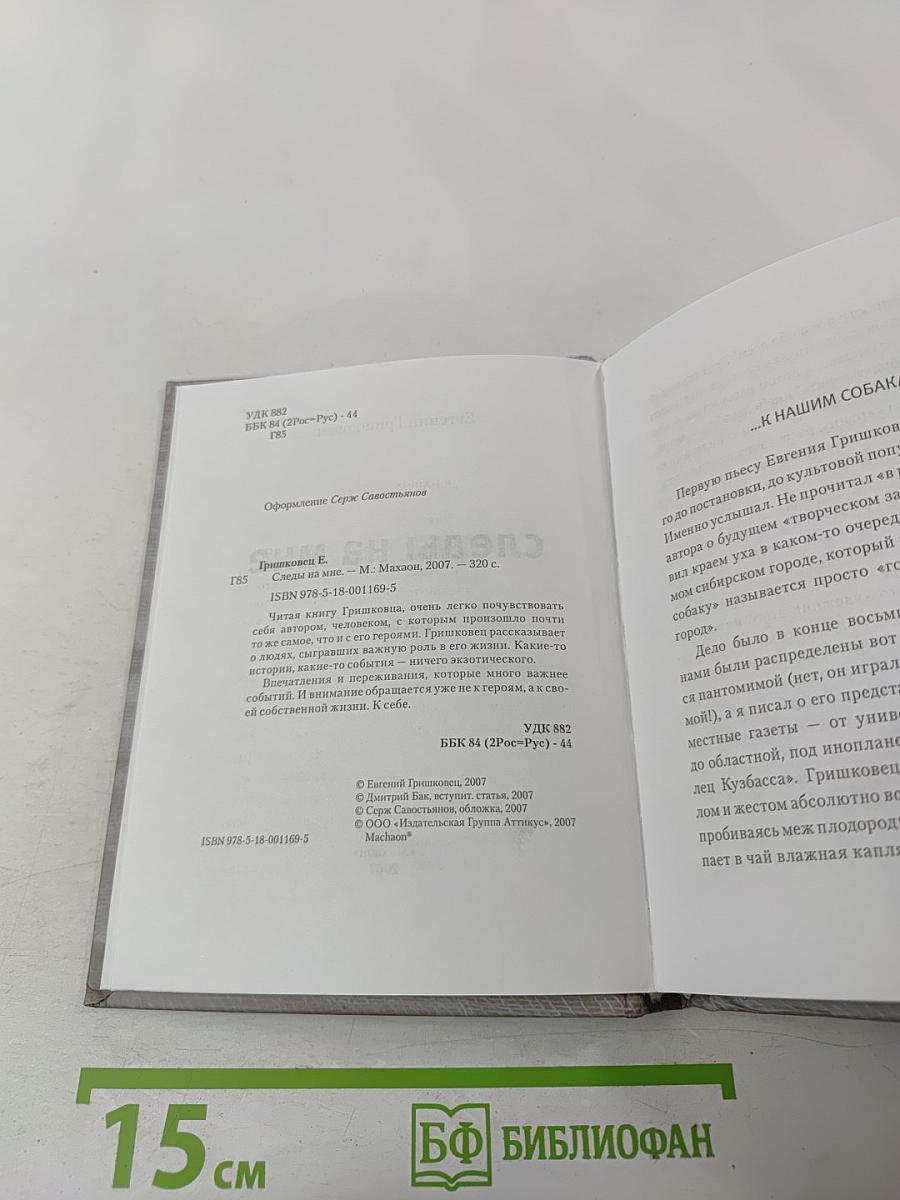 УДК 882
ББК 84 (2Рос=Рус) - 44
Г85
Оформление Серж Савостьянов
Гришковец Е.
Г85 Следы на мне. — М.: Махаон, 2007. — 320 с.
ISBN 978-5-18-001169-5
Читая книгу Гришковца, очень легко почувствовать
себя автором, человеком, с которым произошло почти
то же самое, что и с его героями. Гришковец рассказывает
о людях, сыгравших важную роль в его жизни. Какие-то
истории, какие-то события — ничего экзотического.
Впечатления и переживания, которые много важнее
событий. И внимание обращается уже не к героям, а к сво-
ей собственной жизни. К себе.
УДК 882
ББК 84 (2Рос=Рус) - 44
© Евгений Гришковец, 2007
© Дмитрий Бак, вступит. статья, 2007
© Серж Савостьянов, обложка, 2007
© ООО «Издательская Группа Аттикус», 2007
ISBN 978-5-18-001169-5 Machaon®
...К НАШИМ СОБАКА
Первую пьесу Евгения Гришков
го до постановки, до культовой попу
Именно услышал. Не прочитал «в р
автора о будущем «творческом за
вил краем уха в каком-то очеред
мом сибирском городе, который
собаку» называется просто «го
город».
Дело было в конце восьми
нами были распределены вот
ся пантомимой (нет, он играл
мой!), а я писал о его предста
местные газеты — от униве
до областной, под инопланe
лец Кузбасса». Гришковец
лом и жестом абсолютно вс
пробиваясь меж плодород
пает в чай влажная капля
15 см
БФ БИБЛИОФАН